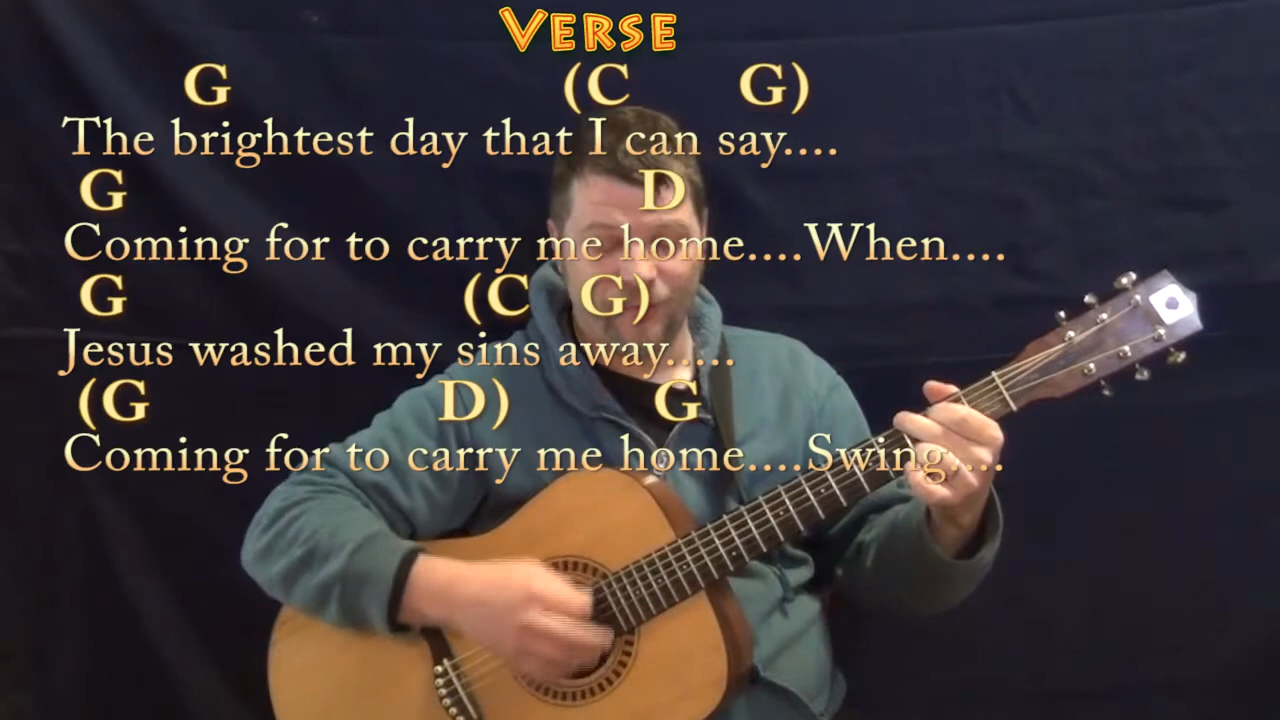 VERSE
G (C G)
The brightest day that I can say....
G D
Coming for to carry me home....When....
G (C G)
Jesus washed my sins away.....
(G D) G
Coming for to carry me home....Swing....